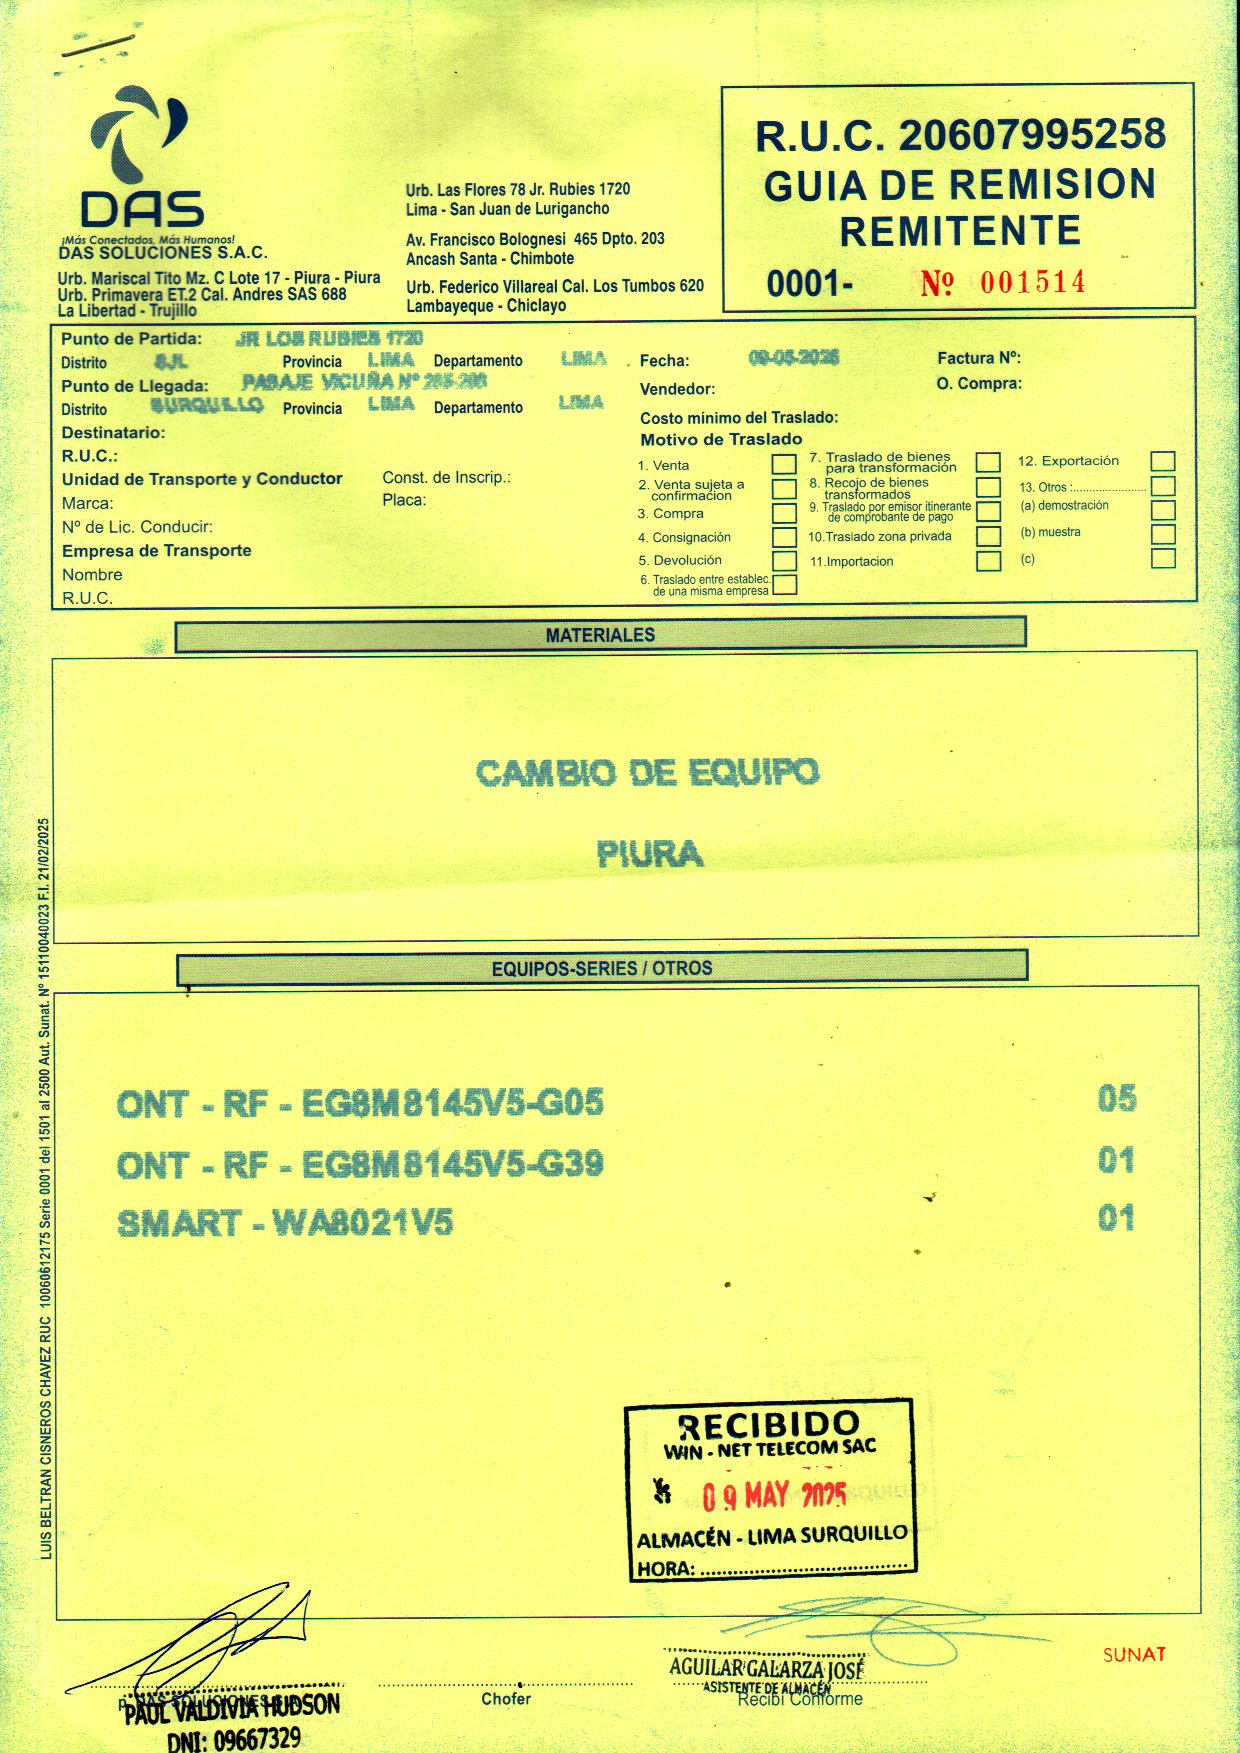 DAS
¡Más Conectados, Más Humanos!
DAS SOLUCIONES S.A.C.
Urb. Mariscal Tito Mz. C Lote 17 - Piura - Piura
Urb. Primavera ET.2 Cal. Andres SAS 688
La Libertad - Trujillo
Urb. Las Flores 78 Jr. Rubies 1720
Lima - San Juan de Lurigancho
Av. Francisco Bolognesi 465 Dpto. 203
Ancash Santa - Chimbote
Urb. Federico Villareal Cal. Los Tumbos 620
Lambayeque - Chiclayo
R.U.C. 20607995258
GUIA DE REMISION
REMITENTE
0001- Nº 001514
Punto de Partida: JR LOS RUBIES 1720
Distrito SJL Provincia LIMA Departamento LIMA
Punto de Llegada: PASAJE VICUÑA Nº
Distrito SURQUILLO Provincia LIMA Departamento LIMA
Destinatario:
R.U.C.:
Unidad de Transporte y Conductor
Const. de Inscrip.:
Marca:
Placa:
Nº de Lic. Conducir:
Empresa de Transporte
Nombre
R.U.C.
Fecha: 09-05-2025
Factura Nº:
Vendedor:
O. Compra:
Costo mínimo del Traslado:
Motivo de Traslado
1. Venta
2. Venta sujeta a
confirmacion
3. Compra
4. Consignación
5. Devolución
6. Traslado entre establec.
de una misma empresa
7. Traslado de bienes
para transformación
8. Recojo de bienes
transformados
9. Traslado por emisor itinerante
de comprobante de pago
10.Traslado zona privada
11.Importacion
12. Exportación
13. Otros :........................
(a) demostración
(b) muestra
(c)
MATERIALES
CAMBIO DE EQUIPO
PIURA
EQUIPOS-SERIES / OTROS
ONT - RF - EG8M8145V5-G05 05
ONT - RF - EG8M8145V5-G39 01
SMART - WA8021V5 01
LUIS BELTRAN CISNEROS CHAVEZ RUC 10060612175 Serie 0001 del 1501 al 2500 Aut. Sunat. Nº 15110040023 F.I. 21/02/2025
RECIBIDO
WIN - NET TELECOM SAC
09 MAY 2025
ALMACÉN - LIMA SURQUILLO
HORA: ....................................
p. DAS SOLUCIONES
PAUL VALDIVIA HUDSON
DNI: 09667329
Chofer
AGUILAR GALARZA JOSÉ
ASISTENTE DE ALMACÉN
Recibí Conforme
SUNAT